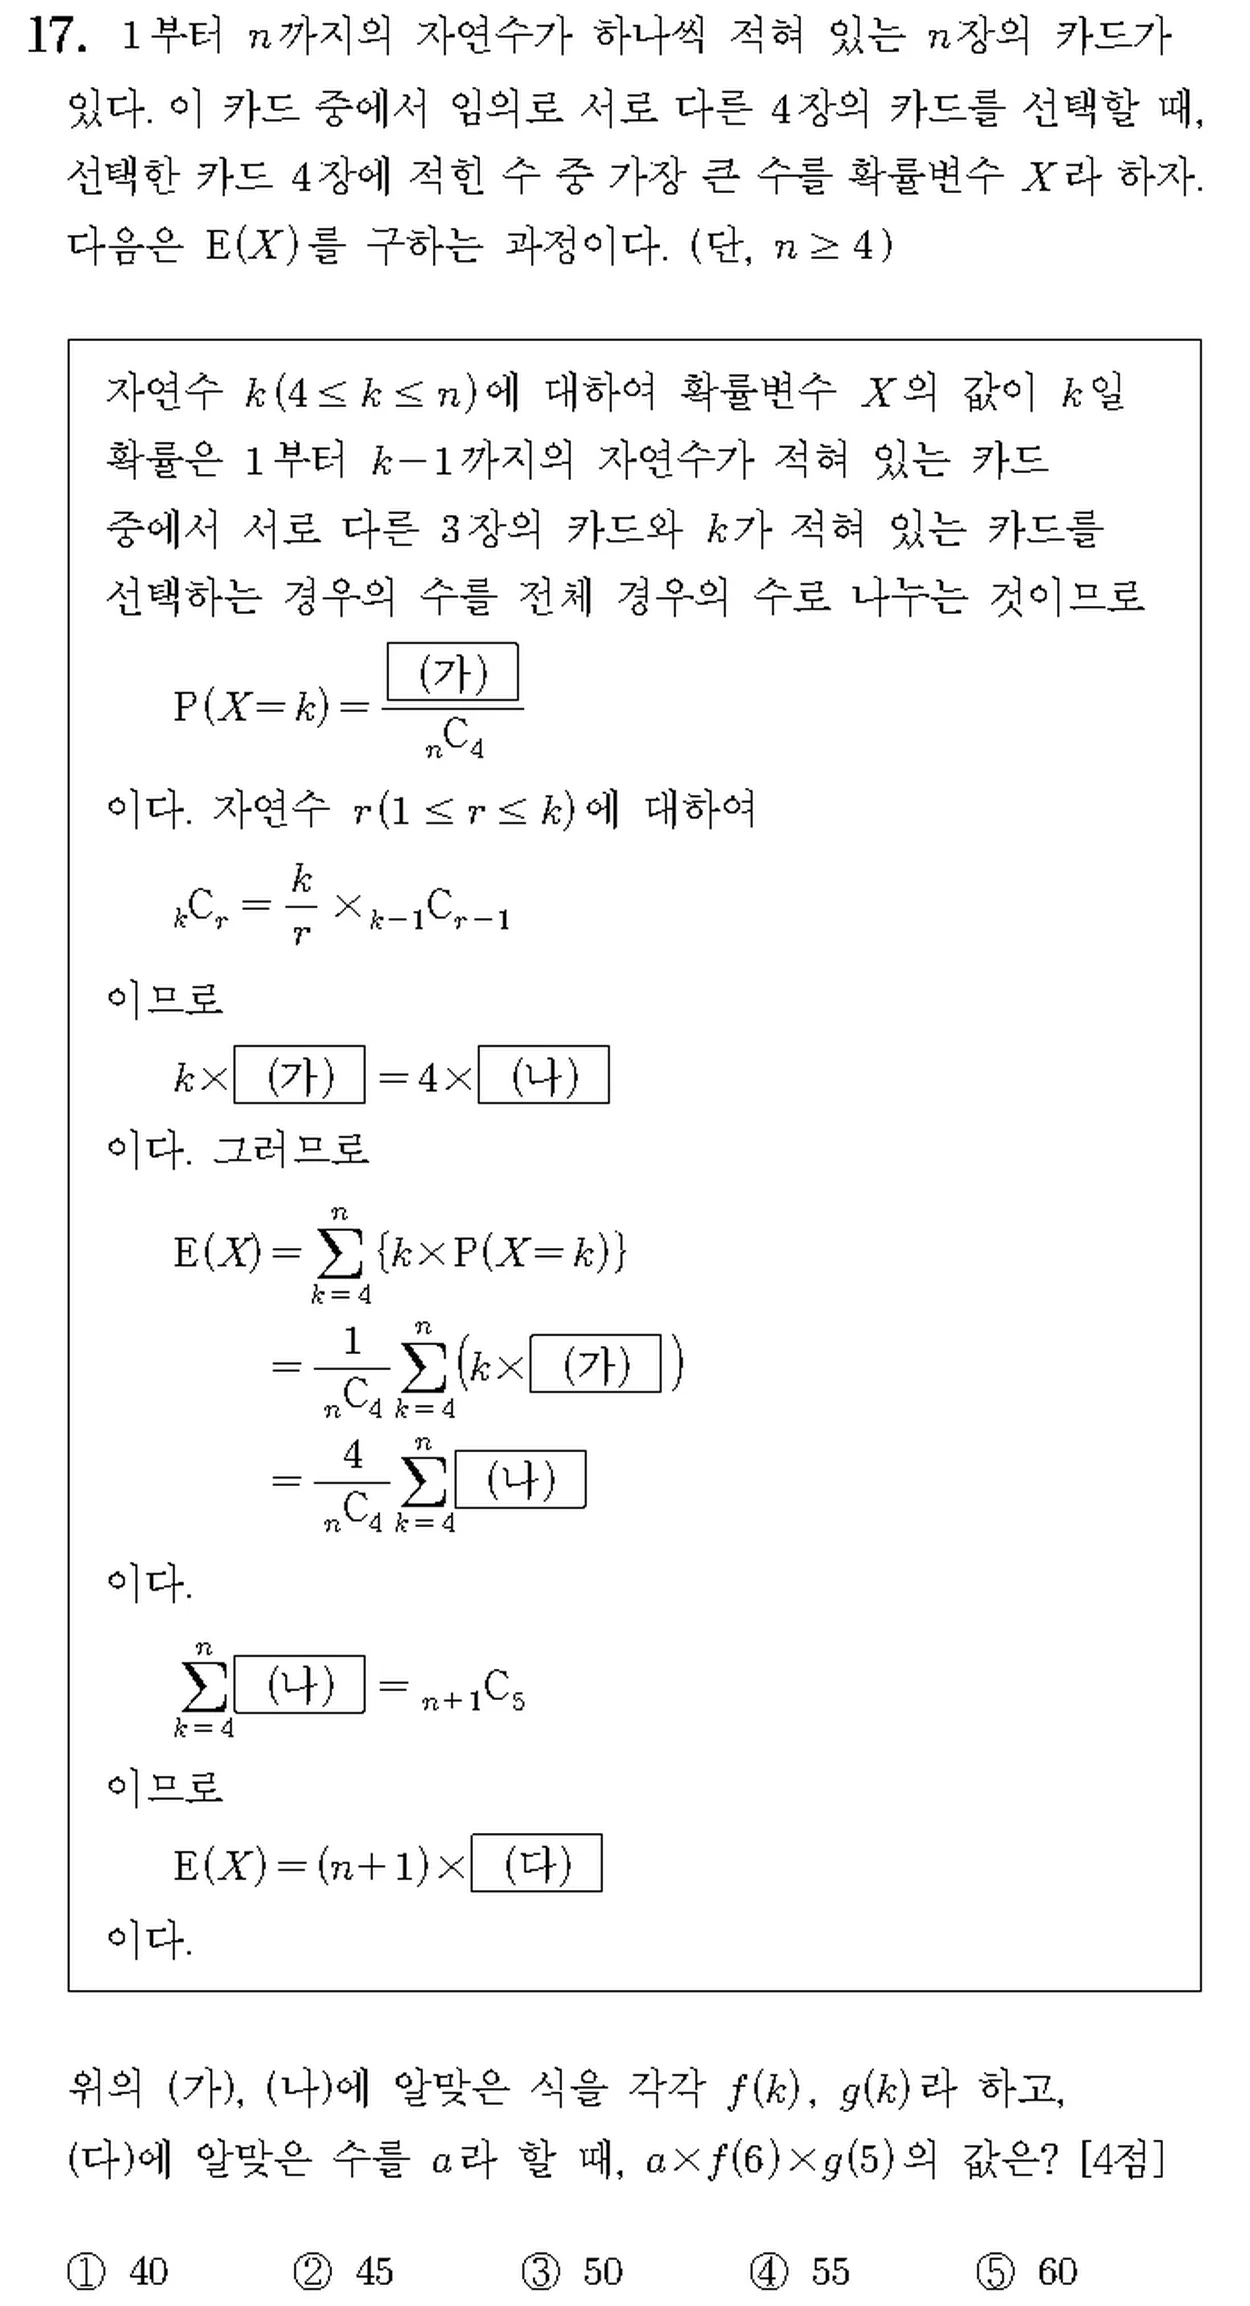 17. 1부터 n까지의 자연수가 하나씩 적혀 있는 n장의 카드가
있다. 이 카드 중에서 임의로 서로 다른 4장의 카드를 선택할 때,
선택한 카드 4장에 적힌 수 중 가장 큰 수를 확률변수 X라 하자.
다음은 E(X)를 구하는 과정이다. (단, n ≥ 4)
자연수 k(4 ≤ k ≤ n)에 대하여 확률변수 X의 값이 k일
확률은 1부터 k-1까지의 자연수가 적혀 있는 카드
중에서 서로 다른 3장의 카드와 k가 적혀 있는 카드를
선택하는 경우의 수를 전체 경우의 수로 나누는 것이므로
P(X=k) = (가) / ₙC₄
이다. 자연수 r(1 ≤ r ≤ k)에 대하여
ₖCᵣ = k/r × ₖ₋₁Cᵣ₋₁
이므로
k× (가) = 4× (나)
이다. 그러므로
E(X) = ∑_{k=4}^{n} {k×P(X=k)}
= 1/ₙC₄ ∑_{k=4}^{n} (k× (가) )
= 4/ₙC₄ ∑_{k=4}^{n} (나)
이다.
∑_{k=4}^{n} (나) = ₙ₊₁C₅
이므로
E(X) = (n+1)× (다)
이다.
위의 (가), (나)에 알맞은 식을 각각 f(k), g(k)라 하고,
(다)에 알맞은 수를 a라 할 때, a×f(6)×g(5)의 값은? [4점]
① 40 ② 45 ③ 50 ④ 55 ⑤ 60